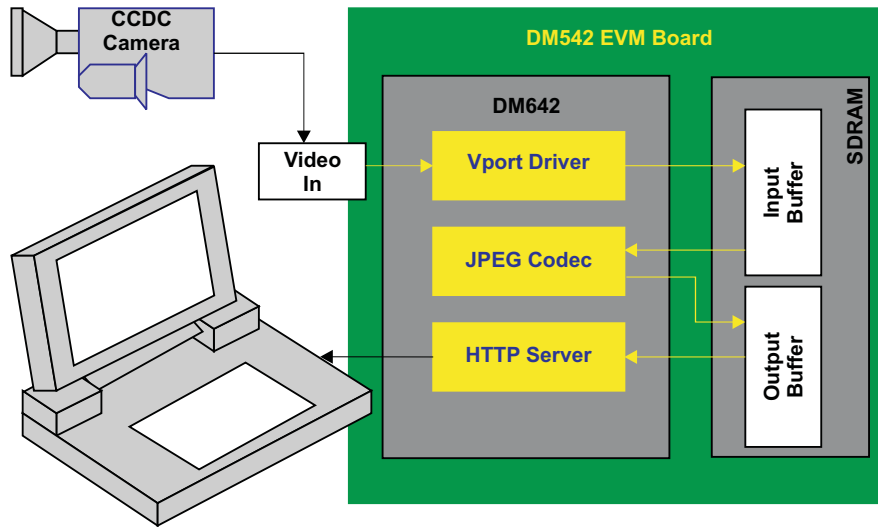 CCDC
Camera
DM542 EVM Board
DM642
SDRAM
Video
In
Vport Driver
Input
Buffer
JPEG Codec
HTTP Server
Output
Buffer